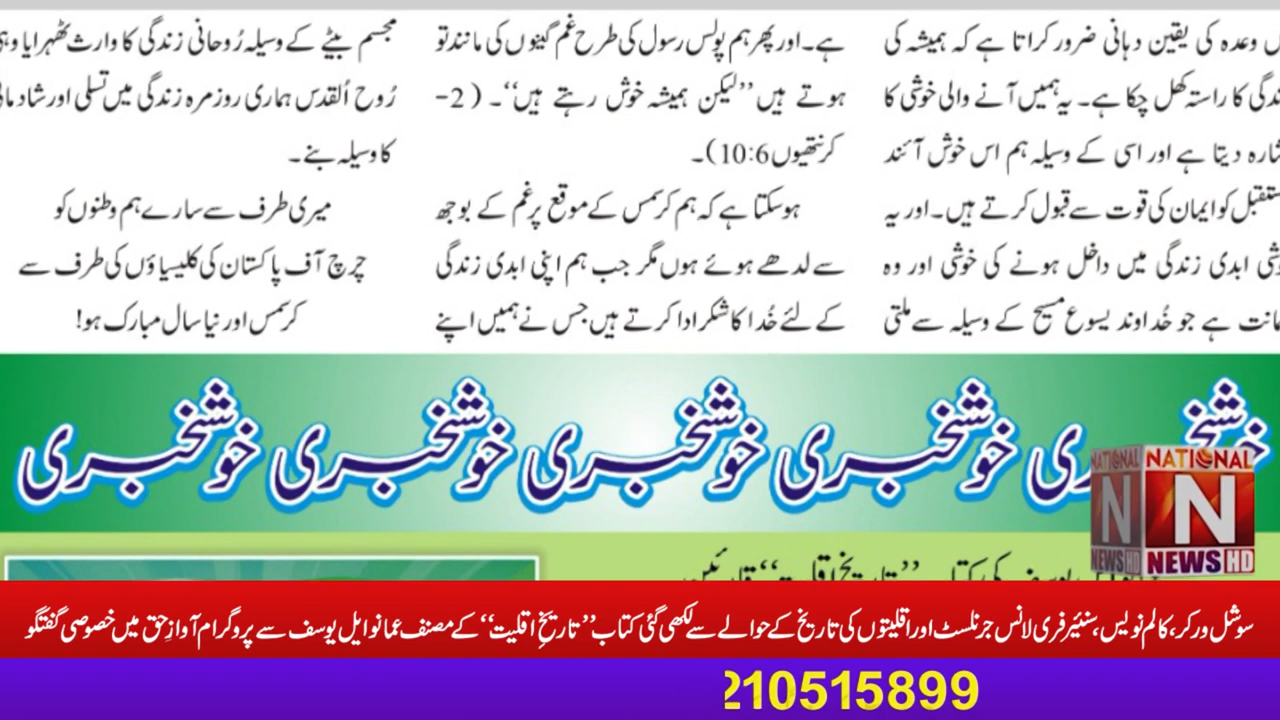 وعدہ کی یقین دہانی ضرور کراتا ہے کہ ہمیشہ کی
کا راستہ کھل چکا ہے۔ یہ ہمیں آنے والی خوشی کا
دیتا ہے اور اسی کے وسیلہ ہم اس خوش آئند
کو ایمان کی قوت سے قبول کرتے ہیں۔ اور یہ
ابدی زندگی میں داخل ہونے کی خوشی اور وہ
ہے جو خُداوند یسوع مسیح کے وسیلہ سے ملتی
ہے۔ اور پھر ہم پولس رسول کی طرح غم گینوں کی مانند تو
ہوتے ہیں ’’لیکن ہمیشہ خوش رہتے ہیں‘‘۔ (2-
کرنتھیوں 10:6)۔
ہوسکتا ہے کہ ہم کرسمس کے موقع پر غم کے بوجھ
سے لدھے ہوئے ہوں مگر جب ہم اپنی ابدی زندگی
کے لئے خُدا کا شکر ادا کرتے ہیں جس نے ہمیں اپنے
مجسم بیٹے کے وسیلہ رُوحانی زندگی کا وارث ٹھہرایا
رُوح اُلقدس ہماری روزمرہ زندگی میں تسلی اور
کا وسیلہ بنے۔
میری طرف سے سارے ہم وطنوں کو
چرچ آف پاکستان کی کلیسیاؤں کی طرف سے
کرسمس اور نیا سال مبارک ہو!
خوشخبری خوشخبری خوشخبری خوشخبری
NATIONAL NATIONAL
N N
NEWS HD NEWS HD
’’تاریخِ اقلیت‘‘
سوشل ورکر، کالم نویس، سنئیر فری لانس جرنلسٹ اور اقلیتوں کی تاریخ کے حوالے سے لکھی گئی کتاب ’’تاریخِ اقلیت‘‘ کے مصنف عمانوایل یوسف سے پروگرام آوازِ حق میں خصوصی گفتگو
210515899